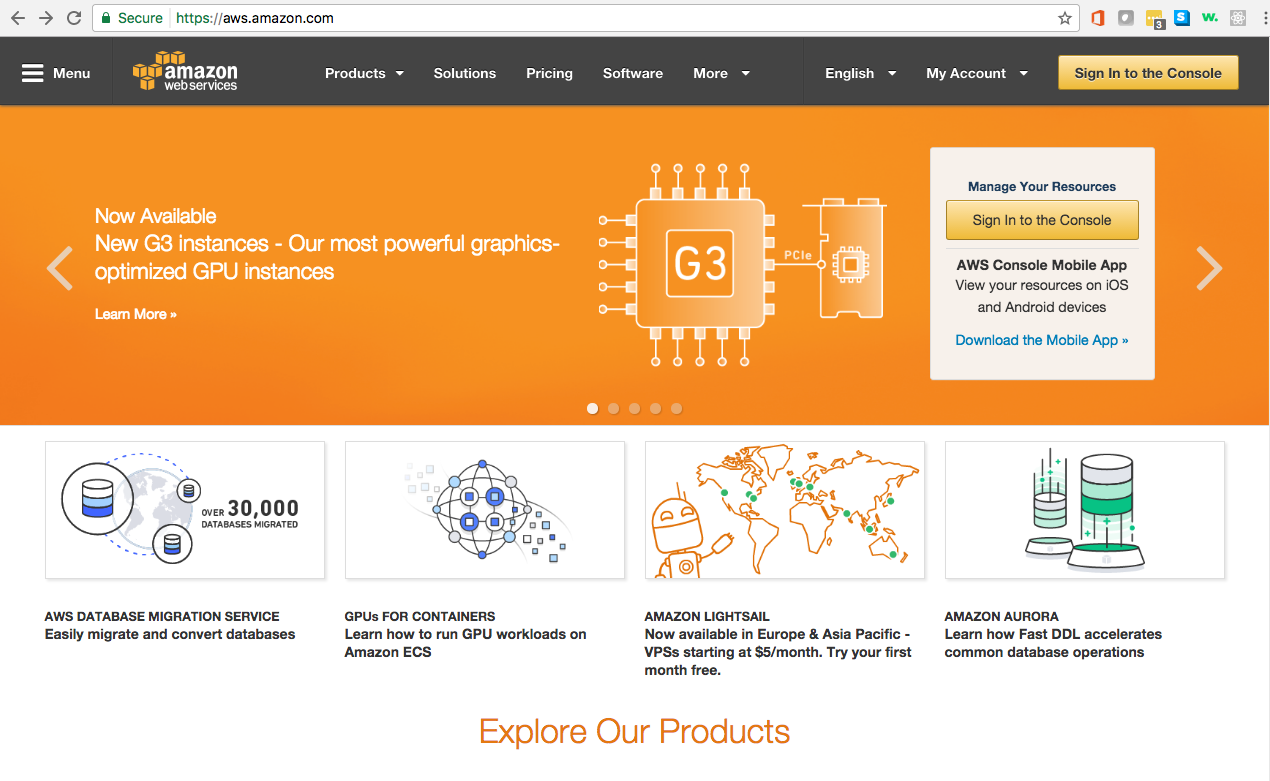 Secure https://aws.amazon.com
3
S
w.
Menu
amazon
web services
Products
Solutions
Pricing
Software
More
English
My Account
Sign In to the Console
Now Available
New G3 instances - Our most powerful graphics-
optimized GPU instances
Learn More »
G3
PCIe
Manage Your Resources
Sign In to the Console
AWS Console Mobile App
View your resources on iOS
and Android devices
Download the Mobile App »
OVER 30,000
DATABASES MIGRATED
AWS DATABASE MIGRATION SERVICE
Easily migrate and convert databases
GPUs FOR CONTAINERS
Learn how to run GPU workloads on
Amazon ECS
AMAZON LIGHTSAIL
Now available in Europe & Asia Pacific -
VPSs starting at $5/month. Try your first
month free.
AMAZON AURORA
Learn how Fast DDL accelerates
common database operations
Explore Our Products